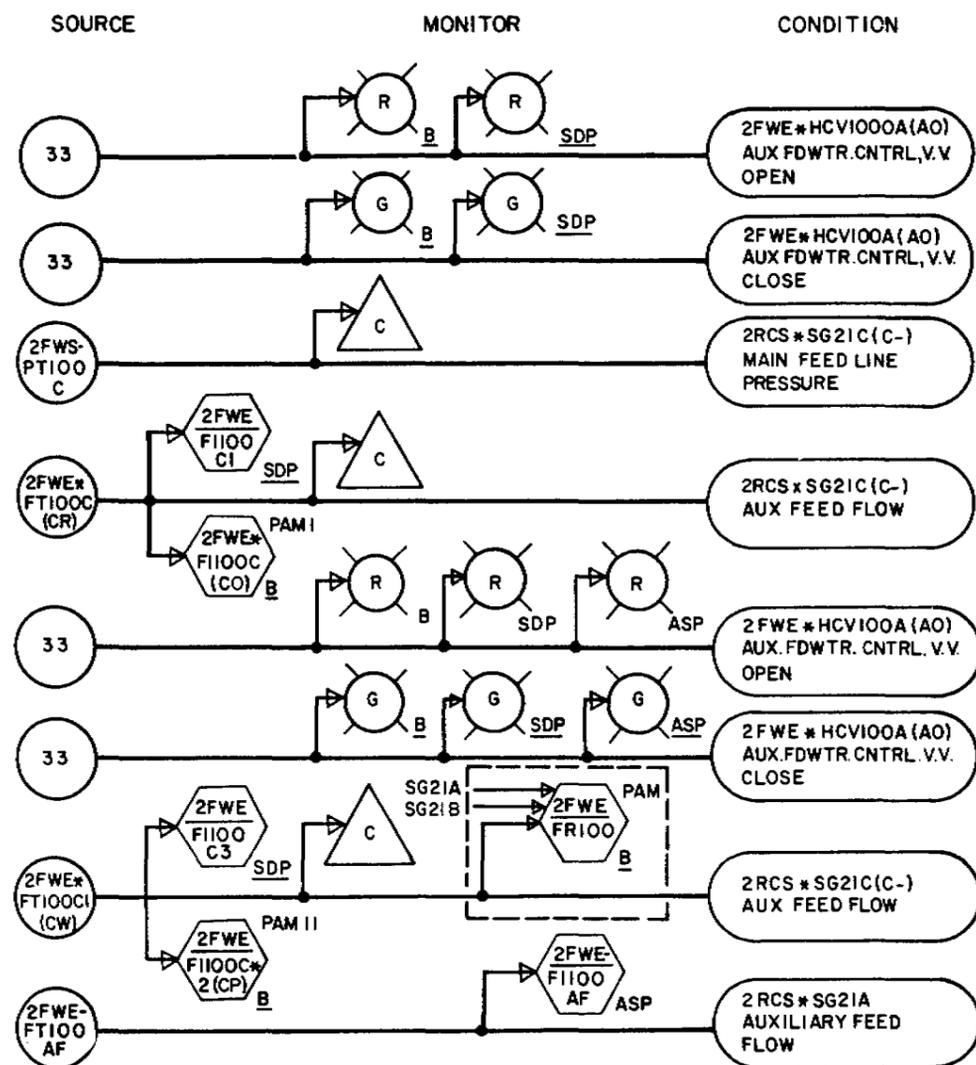 SOURCE MONITOR CONDITION
R R
33 B SDP
2FWE*HCV1000A(AO)
AUX.FDWTR.CNTRL,V.V.
OPEN
G G
33 B SDP
2FWE*HCV100A(AO)
AUX FDWTR.CNTRL,V.V.
CLOSE
2FWS-
PT100
C
C
2RCS*SG21C(C-)
MAIN FEED LINE
PRESSURE
2FWE
F1100
C1
SDP
C
2FWE*
FT100C
(CR)
PAM I
2FWE*
F1100C
(CO)
B
2RCS x SG21C(C-)
AUX FEED FLOW
R R R
33 B SDP ASP
2FWE*HCV100A(AO)
AUX.FDWTR. CNTRL. V.V.
OPEN
G G G
33 B SDP ASP
2FWE*HCV100A(AO)
AUX.FDWTR.CNTRL.V.V.
CLOSE
SG21A
SG21B
2FWE
FR100
PAM
B
2FWE
F1100
C3
SDP
C
2FWE*
FT100C1
(CW)
PAM II
2FWE
F1100C*
2(CP)
B
2RCS*SG21C(C-)
AUX FEED FLOW
2FWE-
F1100
AF
ASP
2FWE-
FT100
AF
2RCS*SG21A
AUXILIARY FEED
FLOW